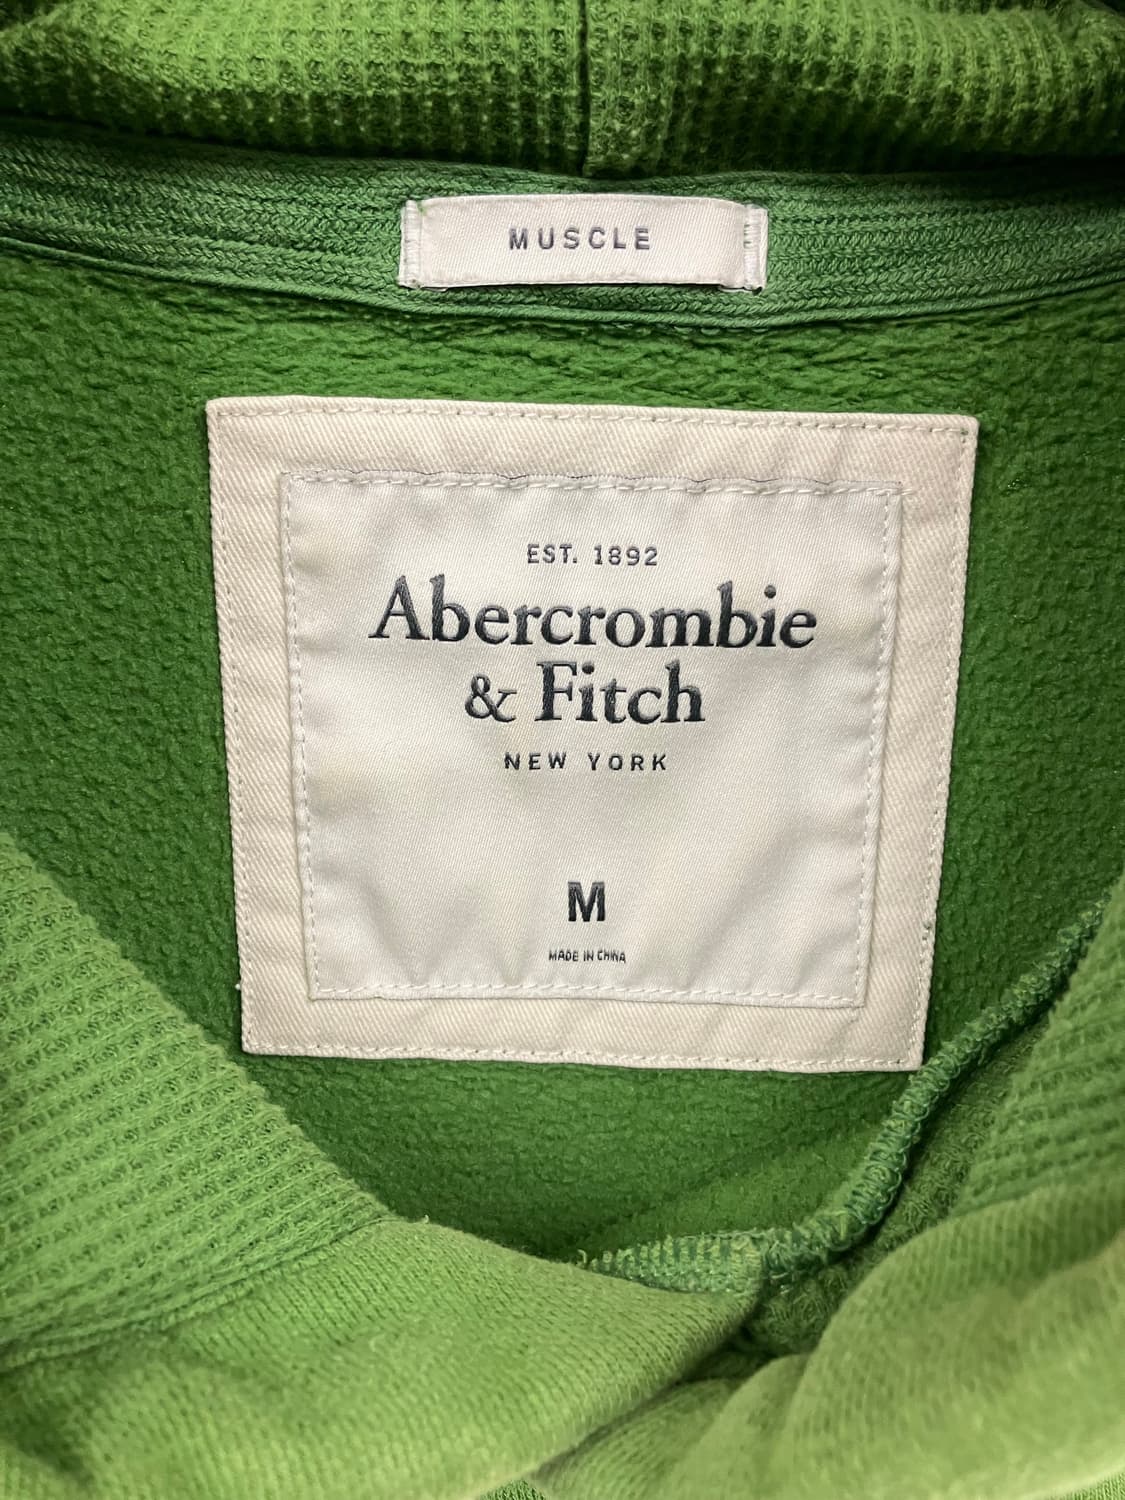 MUSCLE
EST. 1892
Abercrombie
& Fitch
NEW YORK
M
MADE IN CHINA